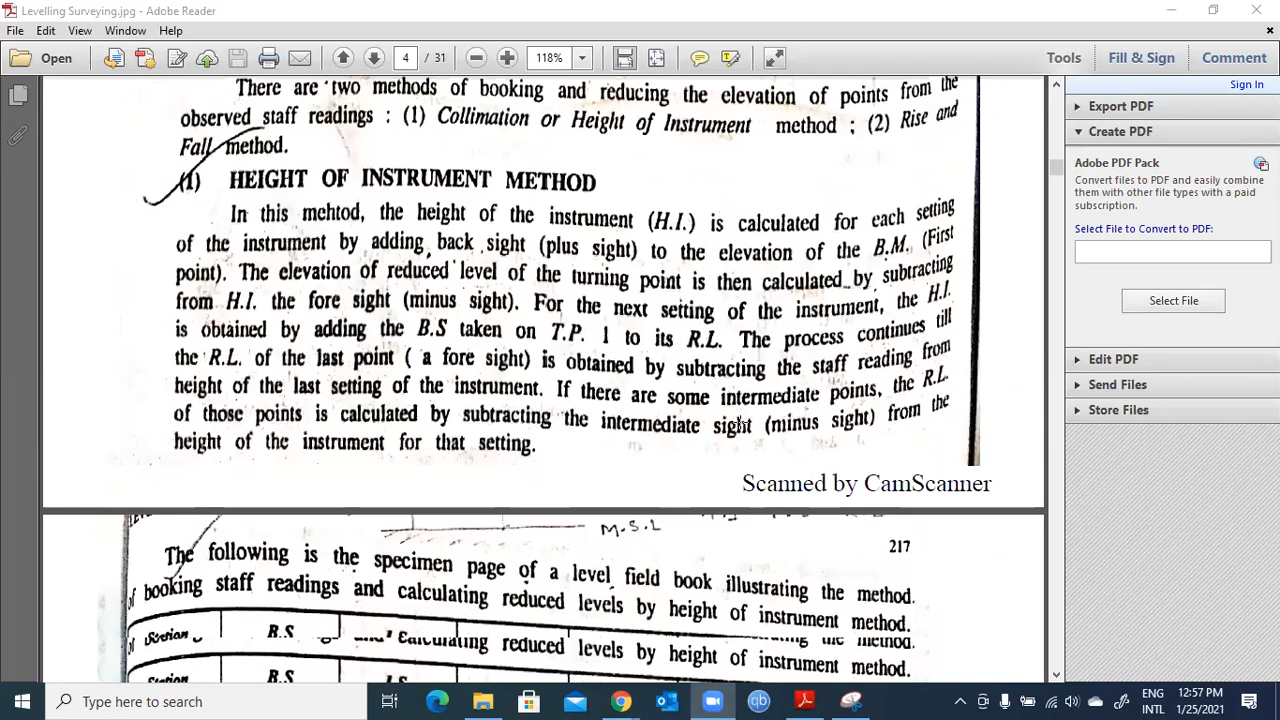 Levelling Surveying.jpg - Adobe Reader
File Edit View Window Help
Open 4 / 31 118% Tools Fill & Sign Comment
Sign In
There are two methods of booking and reducing the elevation of points from the
observed staff readings : (1) Collimation or Height of Instrument method ; (2) Rise and
Fall method.
(1) HEIGHT OF INSTRUMENT METHOD
In this mehtod, the height of the instrument (H.I.) is calculated for each setting
of the instrument by adding back sight (plus sight) to the elevation of the B.M. (First
point). The elevation of reduced level of the turning point is then calculated by subtracting
from H.I. the fore sight (minus sight). For the next setting of the instrument, the H.I.
is obtained by adding the B.S taken on T.P. 1 to its R.L. The process continues till
the R.L. of the last point ( a fore sight) is obtained by subtracting the staff reading from
height of the last setting of the instrument. If there are some intermediate points, the R.L.
of those points is calculated by subtracting the intermediate sight (minus sight) from the
height of the instrument for that setting.
Scanned by CamScanner
M.S.L
217
The following is the specimen page of a level field book illustrating the method.
of booking staff readings and calculating reduced levels by height of instrument method.
of Section B.S and calculating reduced levels by height of instrument method.
Export PDF
Create PDF
Adobe PDF Pack
Convert files to PDF and easily combine
them with other file types with a paid
subscription.
Select File to Convert to PDF:
Select File
Edit PDF
Send Files
Store Files
Type here to search
ENG
INTL
12:57 PM
1/25/2021